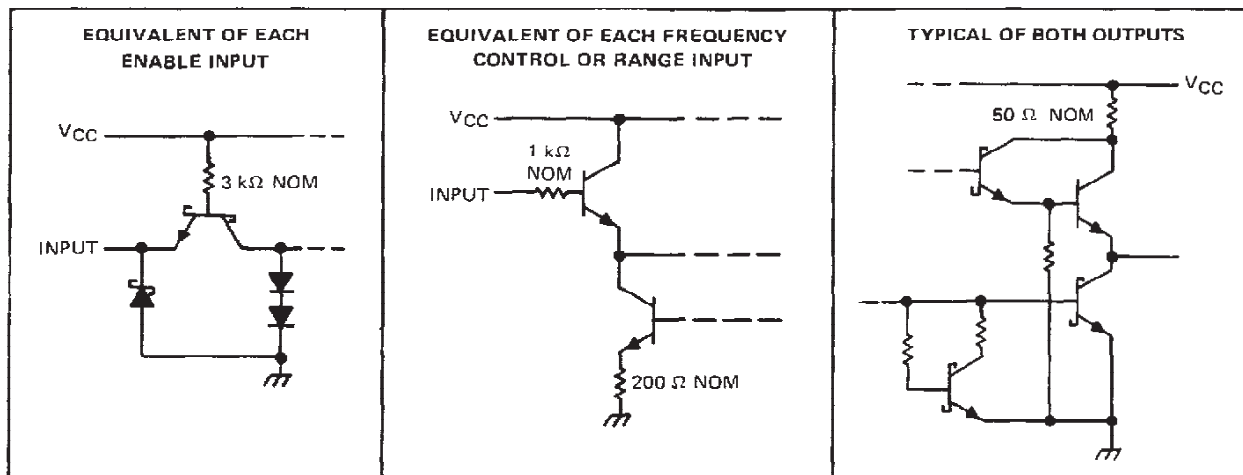 EQUIVALENT OF EACH
ENABLE INPUT
VCC
3 kΩ NOM
INPUT
EQUIVALENT OF EACH FREQUENCY
CONTROL OR RANGE INPUT
VCC
1 kΩ
NOM
INPUT
200 Ω NOM
TYPICAL OF BOTH OUTPUTS
VCC
50 Ω NOM